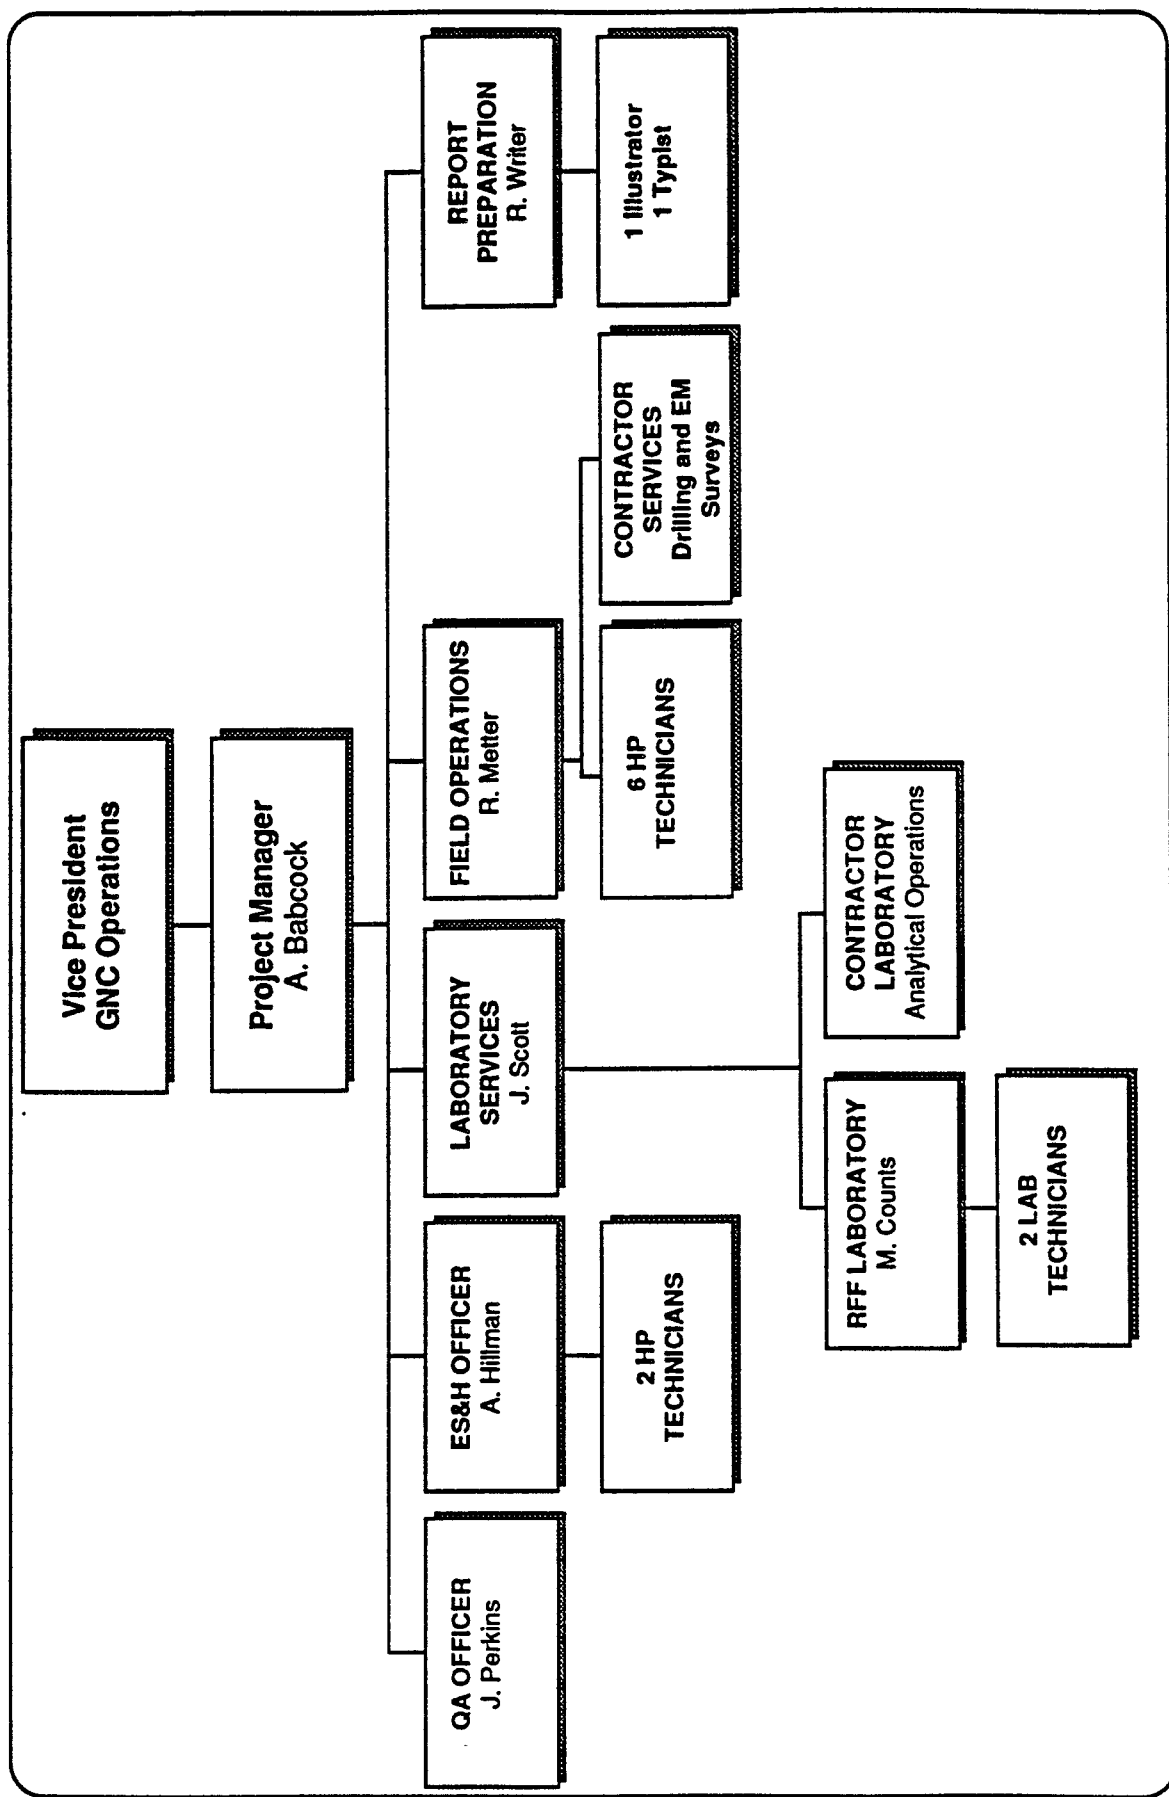 Vice President
GNC Operations
Project Manager
A. Babcock
QA OFFICER
J. Perkins
ES&H OFFICER
A. Hillman
LABORATORY
SERVICES
J. Scott
FIELD OPERATIONS
R. Metter
REPORT
PREPARATION
R. Writer
2 HP
TECHNICIANS
6 HP
TECHNICIANS
CONTRACTOR
SERVICES
Drilling and EM
Surveys
1 Illustrator
1 Typist
RFF LABORATORY
M. Counts
CONTRACTOR
LABORATORY
Analytical Operations
2 LAB
TECHNICIANS